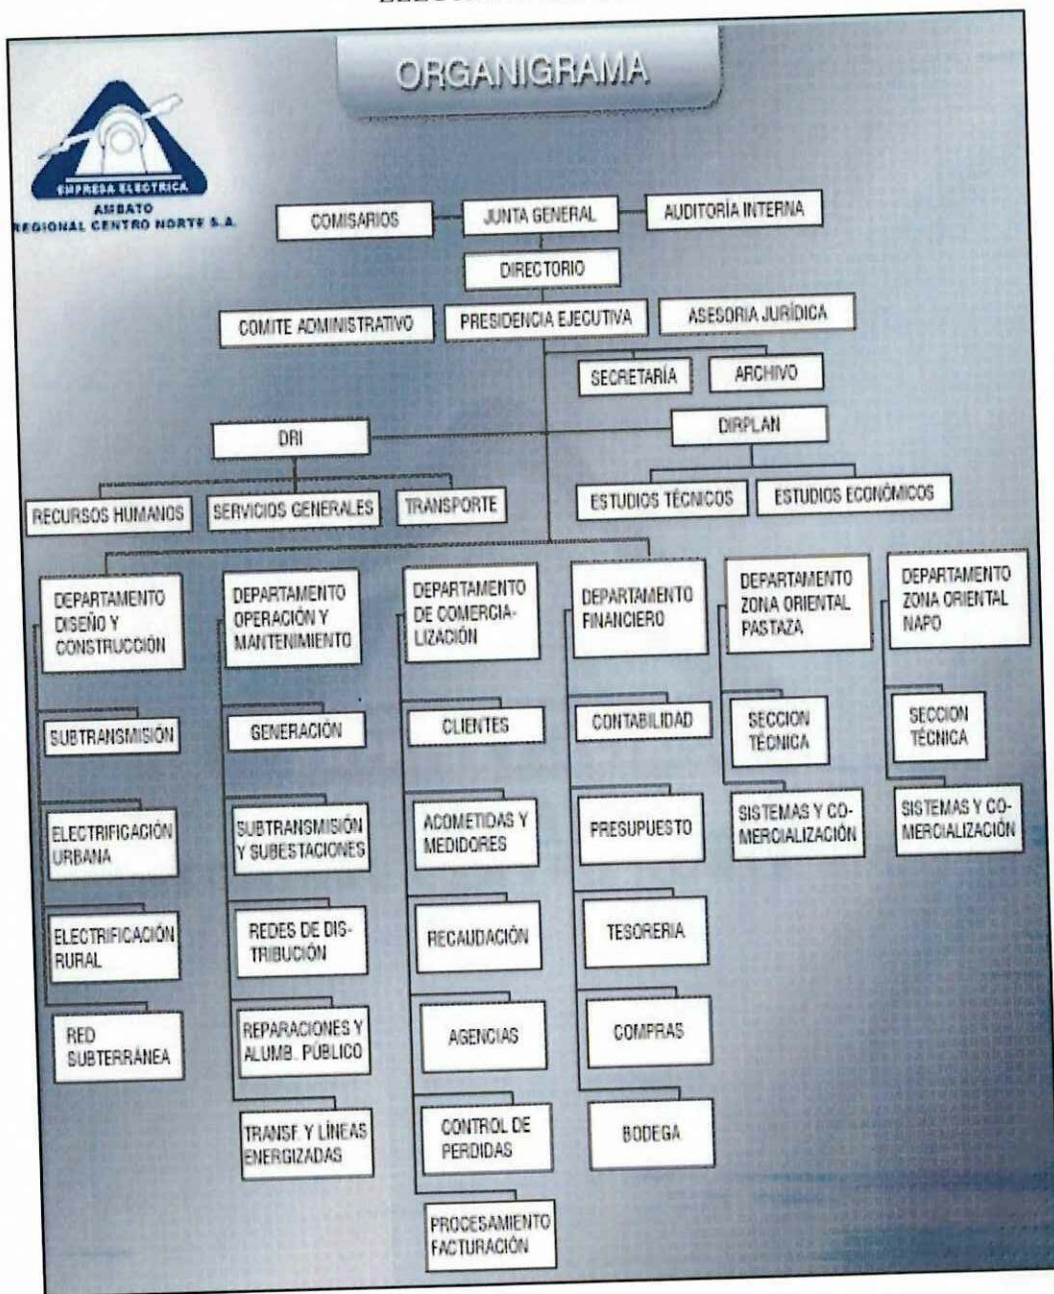 ORGANIGRAMA
EMPRESA ELECTRICA
AMBATO
REGIONAL CENTRO NORTE S.A.
COMISARIOS
JUNTA GENERAL
AUDITORÍA INTERNA
DIRECTORIO
COMITE ADMINISTRATIVO
PRESIDENCIA EJECUTIVA
ASESORIA JURÍDICA
SECRETARÍA
ARCHIVO
DRI
DIRPLAN
RECURSOS HUMANOS
SERVICIOS GENERALES
TRANSPORTE
ESTUDIOS TÉCNICOS
ESTUDIOS ECONÓMICOS
DEPARTAMENTO
DISEÑO Y
CONSTRUCCIÓN
SUBTRANSMISIÓN
ELECTRIFICACIÓN
URBANA
ELECTRIFICACIÓN
RURAL
RED
SUBTERRÁNEA
DEPARTAMENTO
OPERACIÓN Y
MANTENIMIENTO
GENERACIÓN
SUBTRANSMISIÓN
Y SUBESTACIONES
REDES DE DIS-
TRIBUCIÓN
REPARACIONES Y
ALUMB. PÚBLICO
TRANSF. Y LÍNEAS
ENERGIZADAS
DEPARTAMENTO
DE COMERCIA-
LIZACIÓN
CLIENTES
ACOMETIDAS Y
MEDIDORES
RECAUDACIÓN
AGENCIAS
CONTROL DE
PERDIDAS
PROCESAMIENTO
FACTURACIÓN
DEPARTAMENTO
FINANCIERO
CONTABILIDAD
PRESUPUESTO
TESORERIA
COMPRAS
BODEGA
DEPARTAMENTO
ZONA ORIENTAL
PASTAZA
SECCION
TÉCNICA
SISTEMAS Y CO-
MERCIALIZACIÓN
DEPARTAMENTO
ZONA ORIENTAL
NAPO
SECCION
TÉCNICA
SISTEMAS Y CO-
MERCIALIZACIÓN